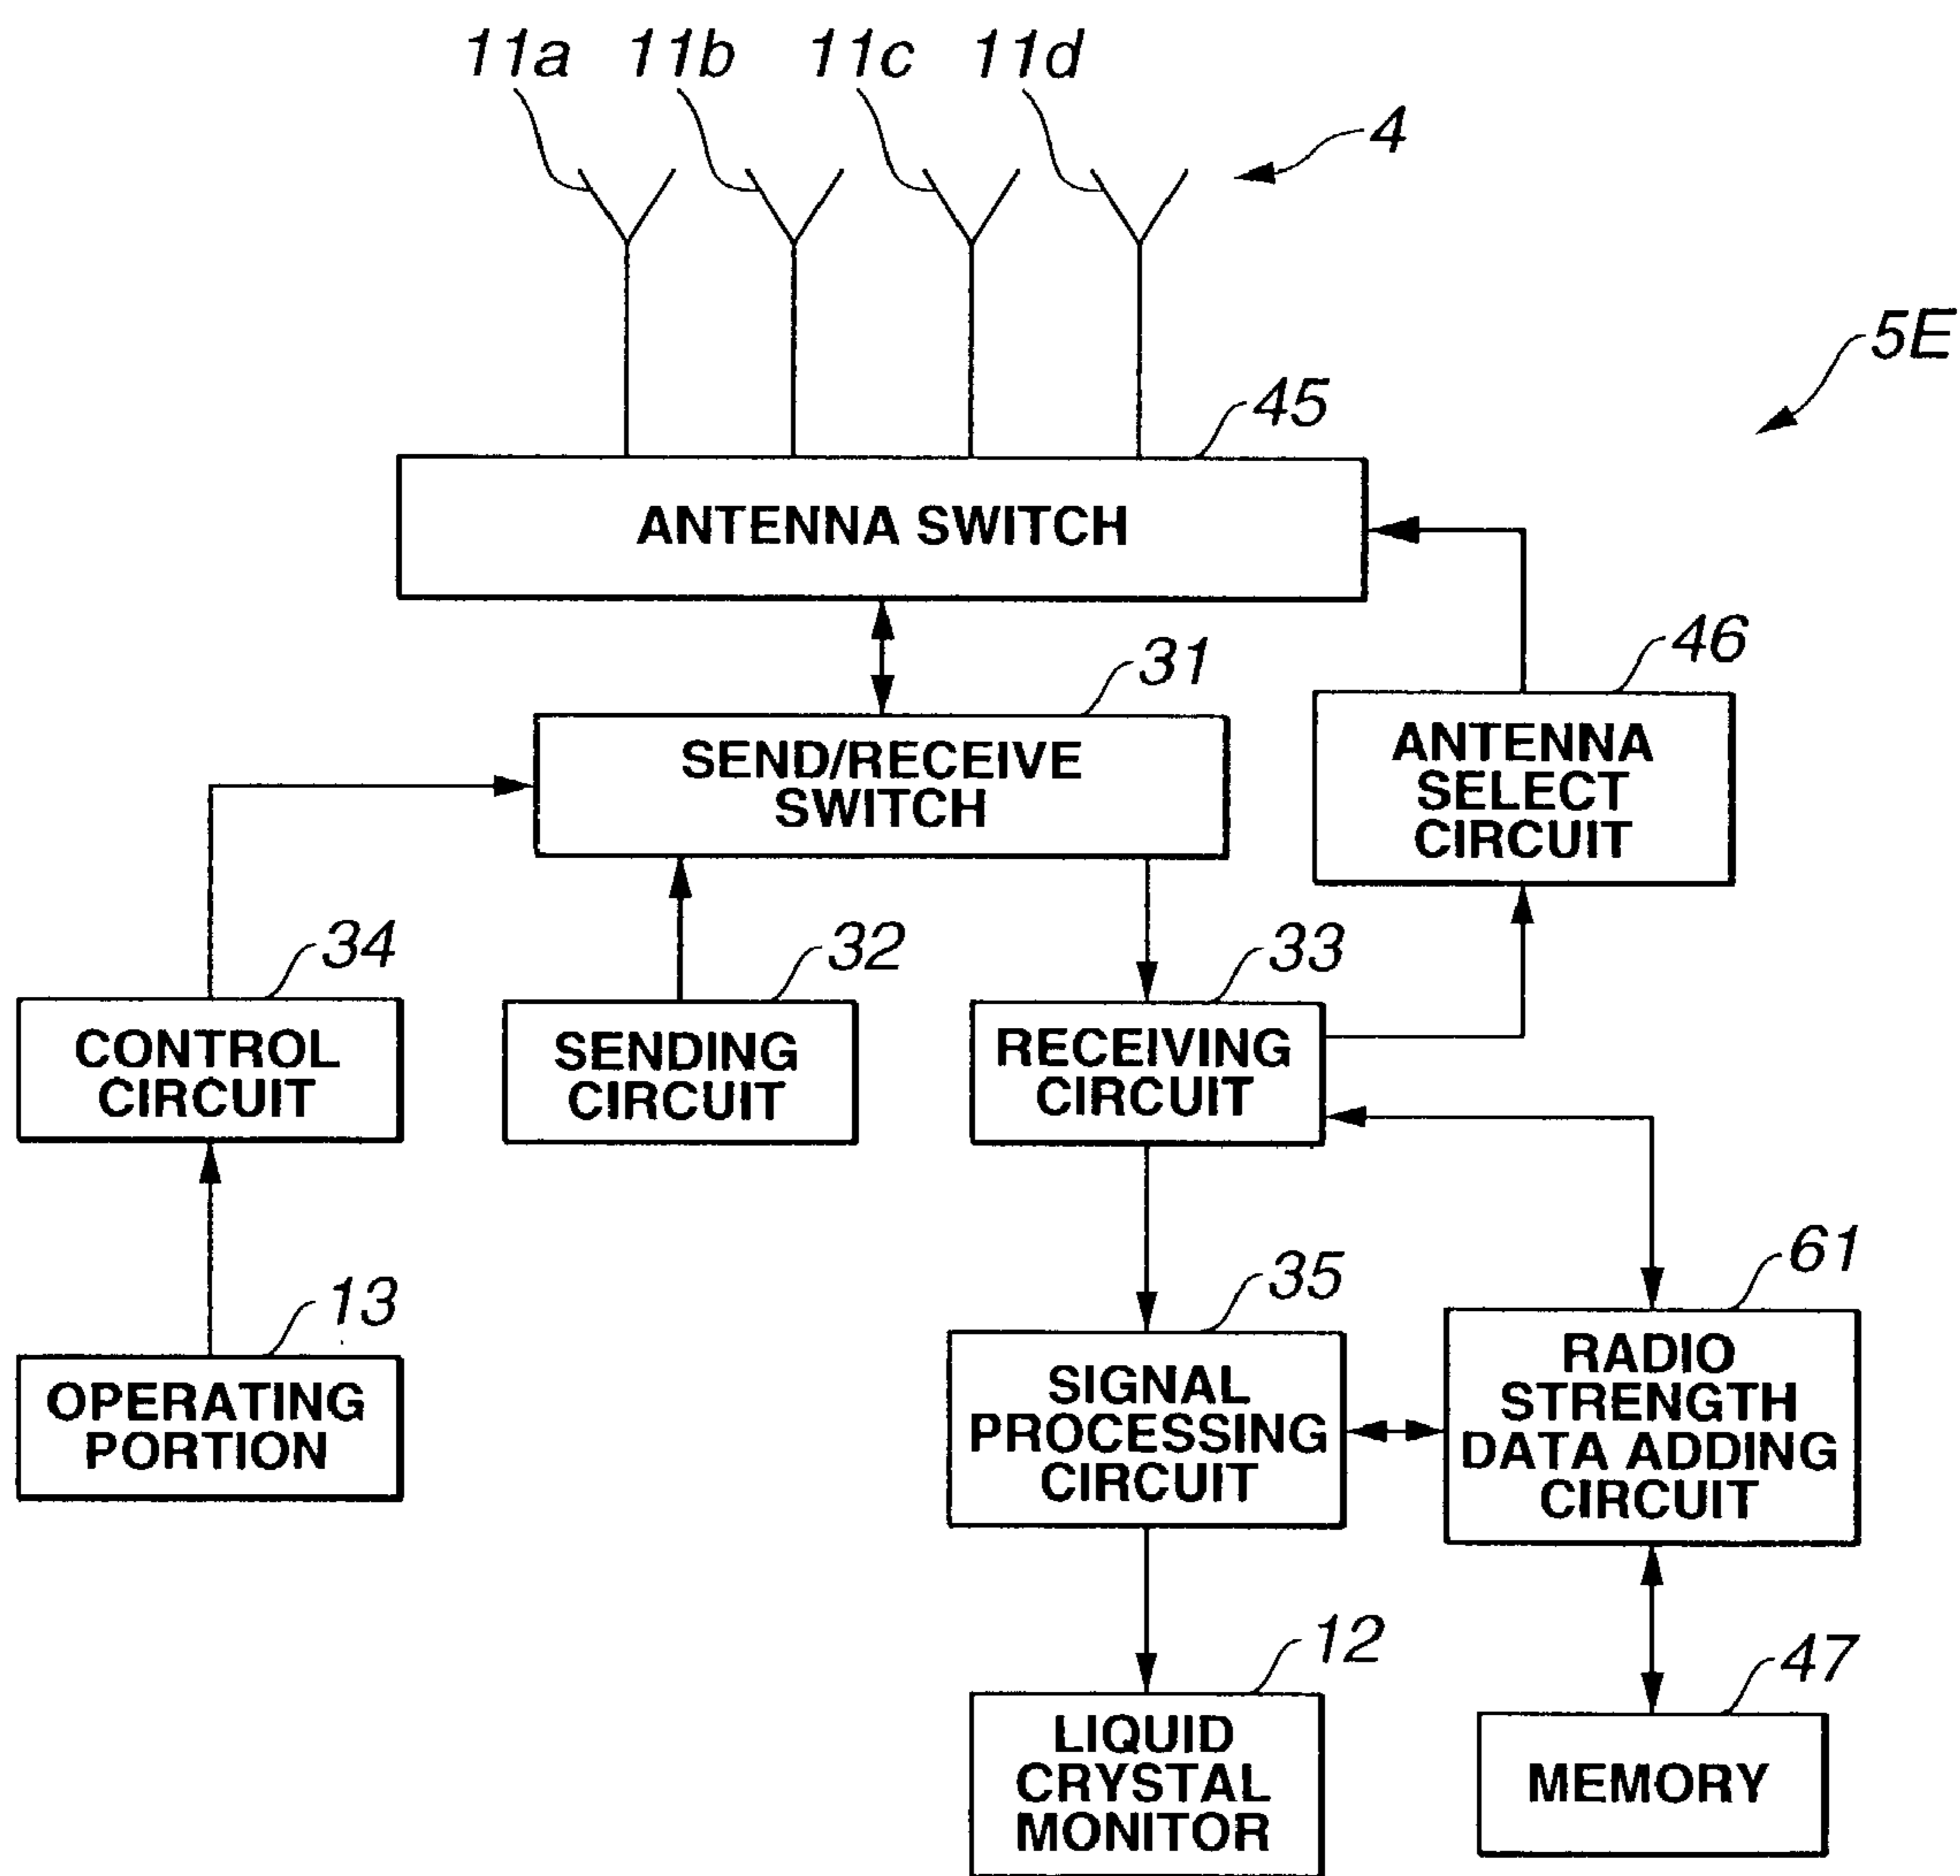 11a 11b 11c 11d
4
5E
45
ANTENNA SWITCH
31
46
SEND/RECEIVE
SWITCH
ANTENNA
SELECT
CIRCUIT
34
32
33
CONTROL
CIRCUIT
SENDING
CIRCUIT
RECEIVING
CIRCUIT
13
35
61
OPERATING
PORTION
SIGNAL
PROCESSING
CIRCUIT
RADIO
STRENGTH
DATA ADDING
CIRCUIT
12
47
LIQUID
CRYSTAL
MONITOR
MEMORY